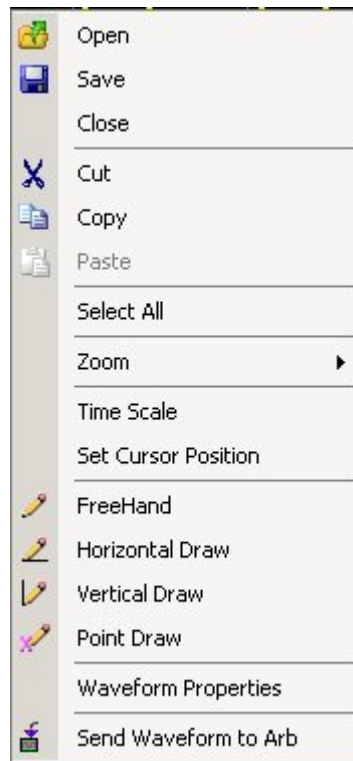 Open
Save
Close
Cut
Copy
Paste
Select All
Zoom
Time Scale
Set Cursor Position
FreeHand
Horizontal Draw
Vertical Draw
Point Draw
Waveform Properties
Send Waveform to Arb